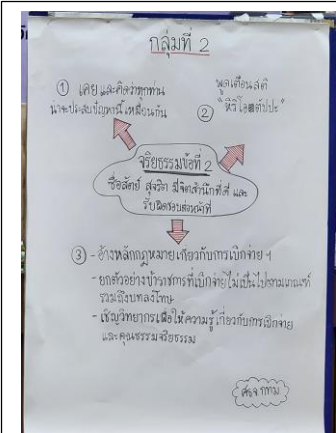 กลุ่มที่ 2
① เคย และคิดว่าทุกท่าน
น่าจะประสบปัญหานี้เหมือนกัน
พูดเตือนสติ
② "หิริโอตัปปะ"
จริยธรรมข้อที่ 2
ซื่อสัตย์ สุจริต มีจิตสำนึกที่ดี และ
รับผิดชอบต่อหน้าที่
③ - อ้างหลักกฎหมายเกี่ยวกับการเบิกจ่าย ฯ
- ยกตัวอย่างข้าราชการที่เบิกจ่ายไม่เป็นไปตามเกณฑ์
รวมถึงบทลงโทษ
- เชิญวิทยากรเพื่อให้ความรู้เกี่ยวกับการเบิกจ่าย
และคุณธรรมจริยธรรม